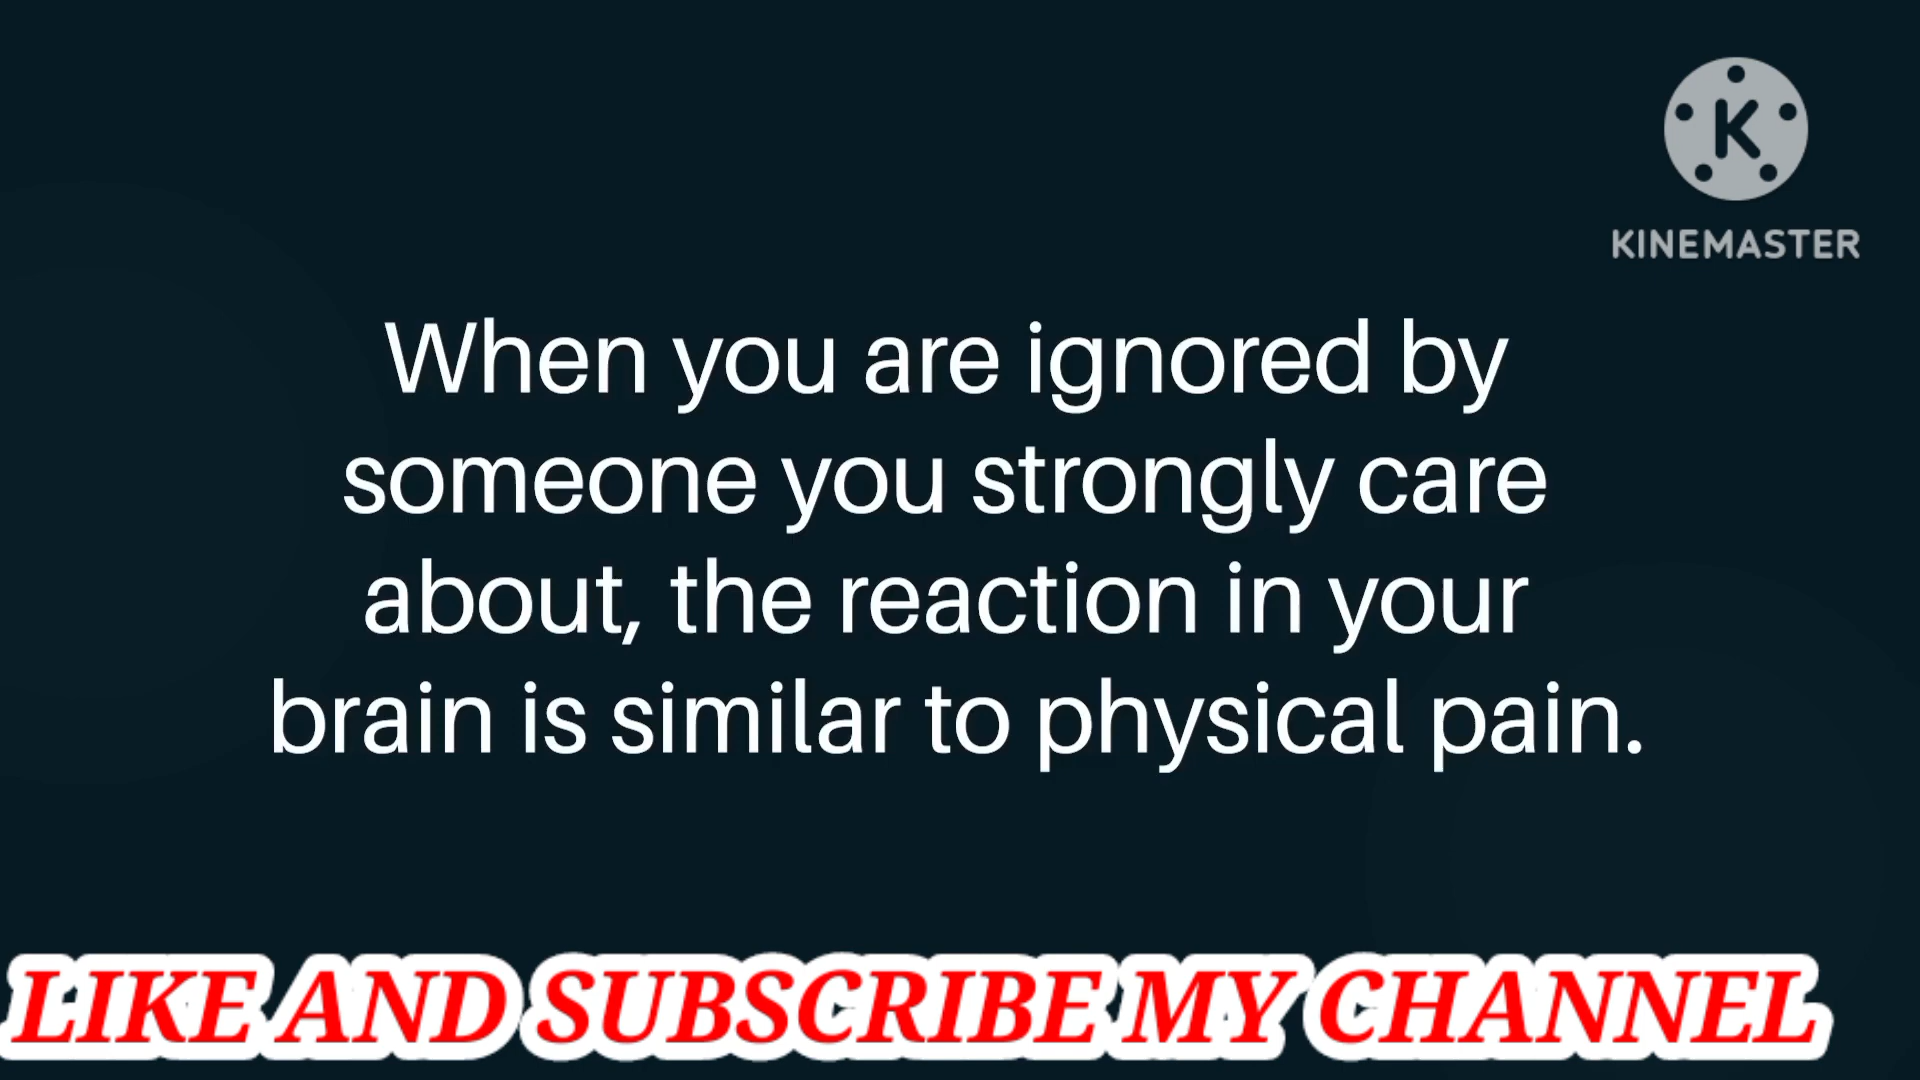 K
KINEMASTER
When you are ignored by
someone you strongly care
about, the reaction in your
brain is similar to physical pain.
LIKE AND SUBSCRIBE MY CHANNEL